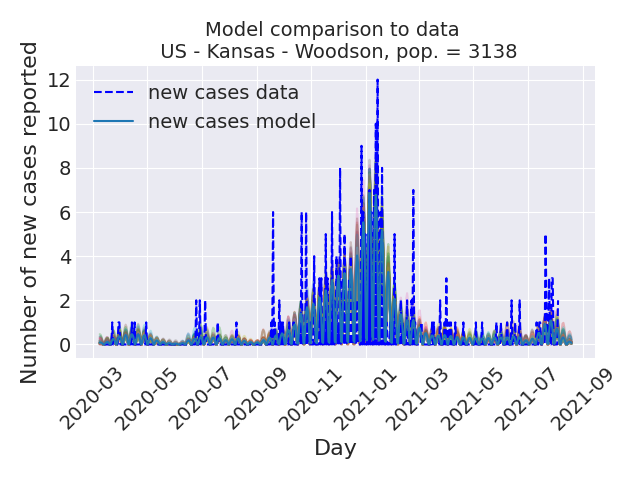 Model comparison to data
US - Kansas - Woodson, pop. = 3138
Number of new cases reported
12
10
8
6
4
2
0
new cases data
new cases model
2020-03
2020-05
2020-07
2020-09
2020-11
2021-01
2021-03
2021-05
2021-07
2021-09
Day